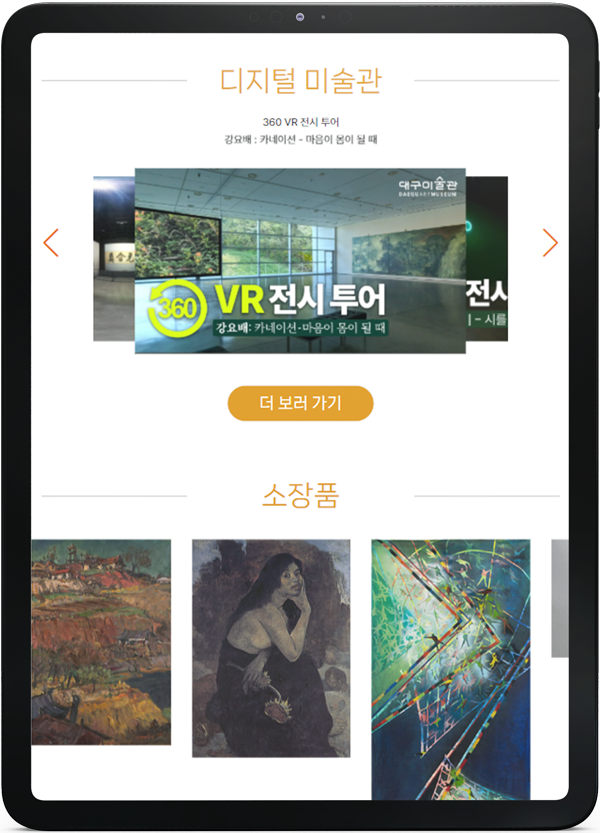 디지털 미술관
360 VR 전시 투어
강요배 : 카네이션 - 마음이 몸이 될 때
대구미술관
DAEGU ART MUSEUM
360 VR 전시 투어
강요배: 카네이션-마음이 몸이 될 때
전시
- 시를
더 보러 가기
소장품